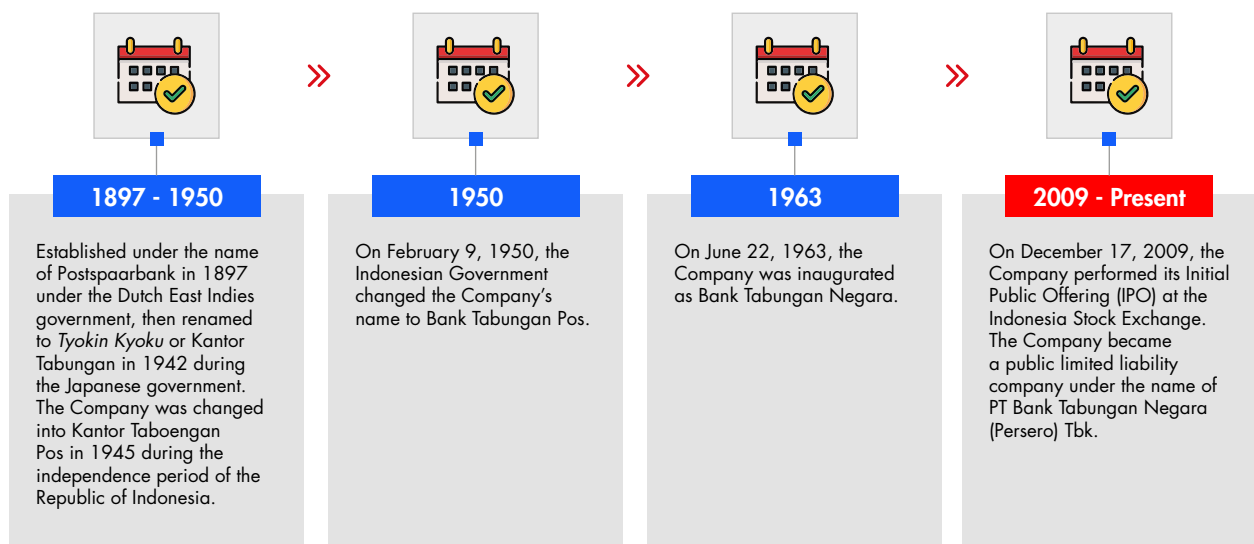 1897 - 1950
Established under the name
of Postspaarbank in 1897
under the Dutch East Indies
government, then renamed
to Tyokin Kyoku or Kantor
Tabungan in 1942 during
the Japanese government.
The Company was changed
into Kantor Taboengan
Pos in 1945 during the
independence period of the
Republic of Indonesia.
1950
On February 9, 1950, the
Indonesian Government
changed the Company’s
name to Bank Tabungan Pos.
1963
On June 22, 1963, the
Company was inaugurated
as Bank Tabungan Negara.
2009 - Present
On December 17, 2009, the
Company performed its Initial
Public Offering (IPO) at the
Indonesia Stock Exchange.
The Company became
a public limited liability
company under the name of
PT Bank Tabungan Negara
(Persero) Tbk.